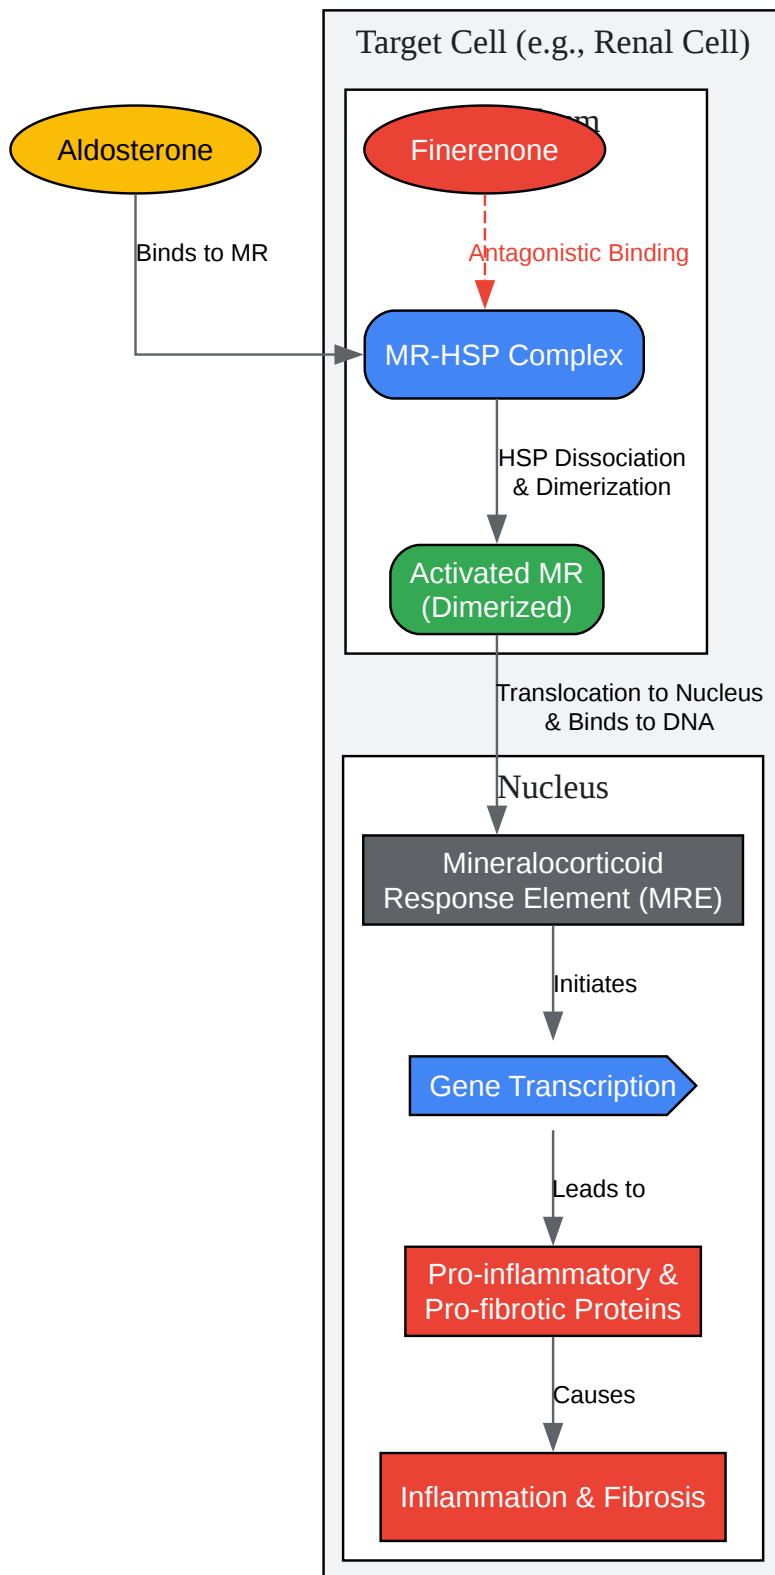 Target Cell (e.g., Renal Cell)
Aldosterone
Finerenone
Binds to MR
Antagonistic Binding
MR-HSP Complex
HSP Dissociation
& Dimerization
Activated MR
(Dimerized)
Translocation to Nucleus
& Binds to DNA
Nucleus
Mineralocorticoid
Response Element (MRE)
Initiates
Gene Transcription
Leads to
Pro-inflammatory &
Pro-fibrotic Proteins
Causes
Inflammation & Fibrosis